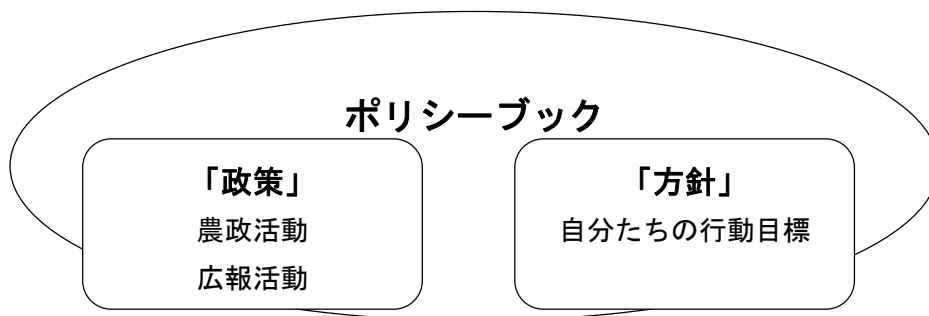 ポリシーブック
「政策」
農政活動
広報活動
「方針」
自分たちの行動目標